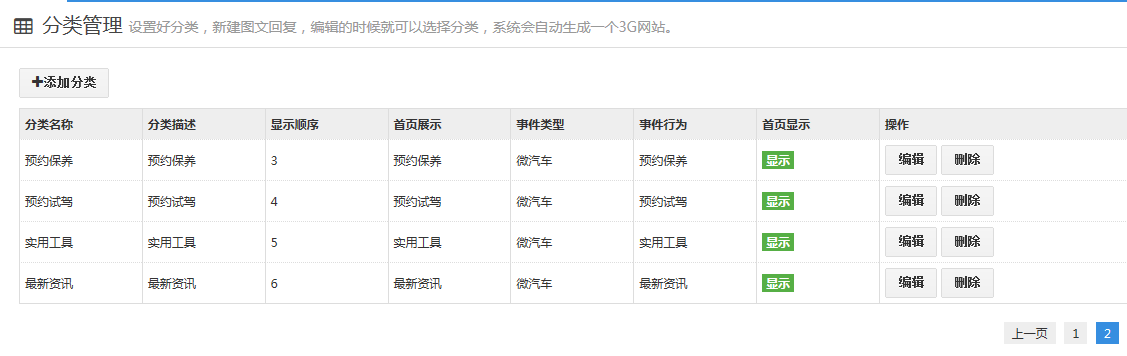 分类管理 设置好分类，新建图文回复，编辑的时候就可以选择分类，系统会自动生成一个3G网站。
添加分类
分类名称 分类描述 显示顺序 首页展示 事件类型 事件行为 首页显示 操作
预约保养 预约保养 3 预约保养 微汽车 预约保养 显示 编辑 删除
预约试驾 预约试驾 4 预约试驾 微汽车 预约试驾 显示 编辑 删除
实用工具 实用工具 5 实用工具 微汽车 实用工具 显示 编辑 删除
最新资讯 最新资讯 6 最新资讯 微汽车 最新资讯 显示 编辑 删除
上一页 1 2